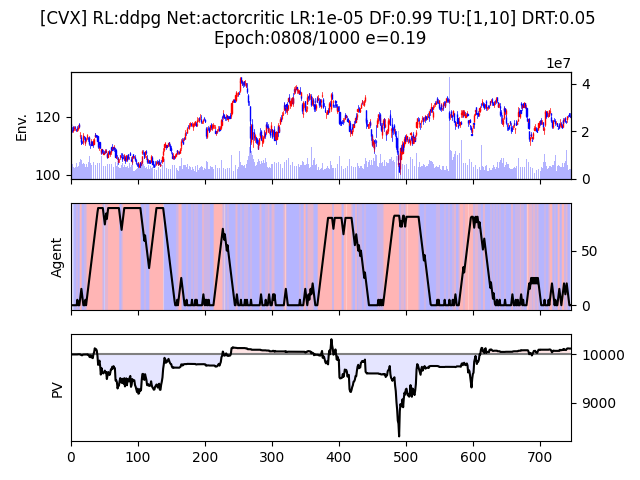 [CVX] RL:ddpg Net:actorcritic LR:1e-05 DF:0.99 TU:[1,10] DRT:0.05
Epoch:0808/1000 e=0.19
1e7
Env.
120
100
4
2
0
Agent
50
0
PV
10000
9000
0 100 200 300 400 500 600 700